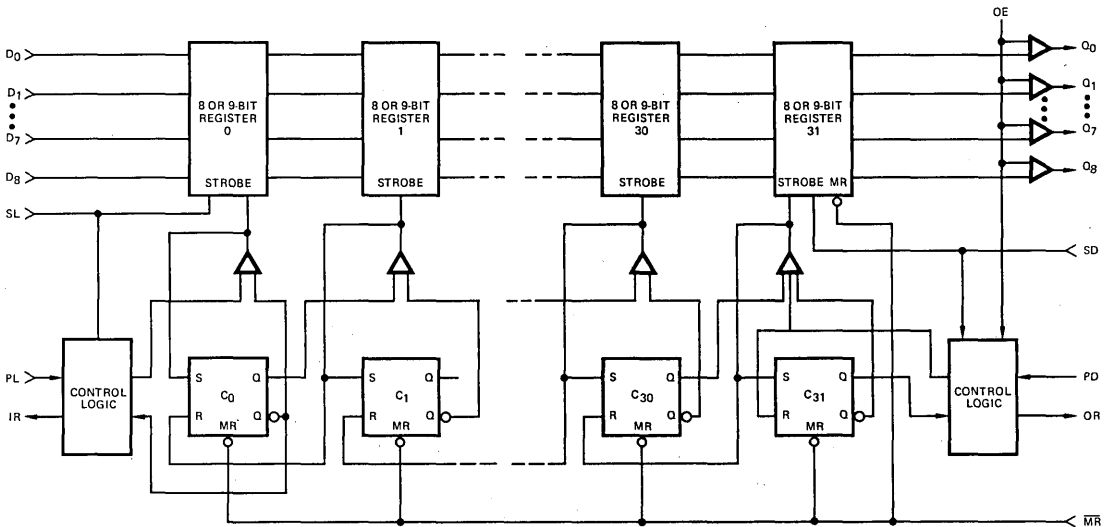 OE
D0
D1
D7
D8
SL
8 OR 9-BIT
REGISTER
0
STROBE
8 OR 9-BIT
REGISTER
1
STROBE
8 OR 9-BIT
REGISTER
30
STROBE
8 OR 9-BIT
REGISTER
31
STROBE MR
Q0
Q1
Q7
Q8
SD
PL
IR
CONTROL
LOGIC
S Q
C0
R Q
MR
S Q
C1
R Q
MR
S Q
C30
R Q
MR
S Q
C31
R Q
MR
CONTROL
LOGIC
PD
OR
MR